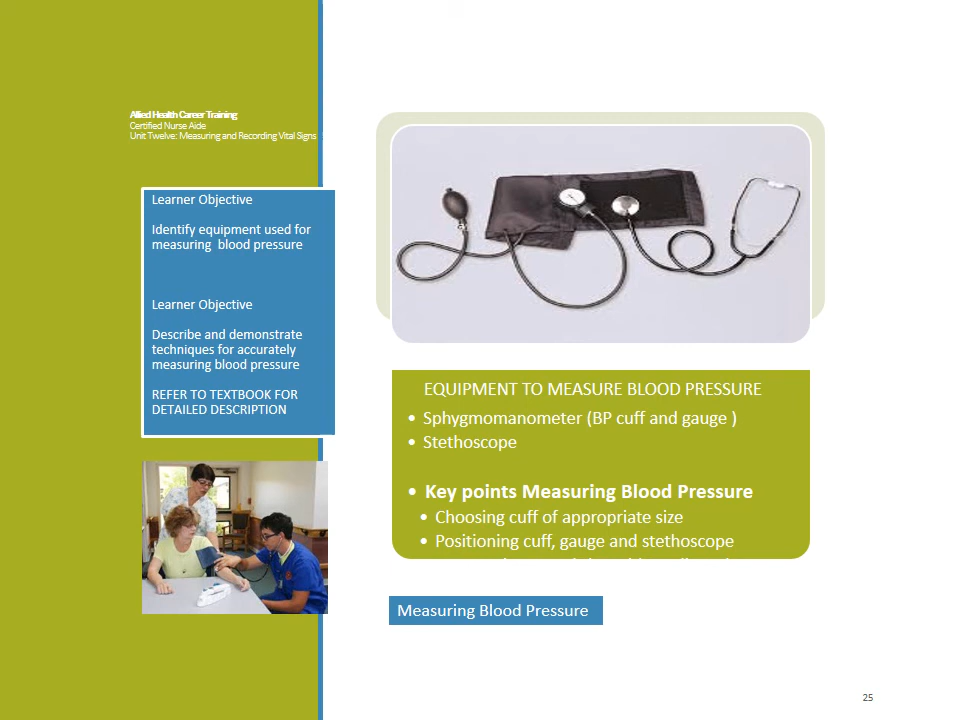 Allied Health Career Training
Certified Nurse Aide
Unit Twelve: Measuring and Recording Vital Signs
Learner Objective
Identify equipment used for
measuring blood pressure
Learner Objective
Describe and demonstrate
techniques for accurately
measuring blood pressure
REFER TO TEXTBOOK FOR
DETAILED DESCRIPTION
EQUIPMENT TO MEASURE BLOOD PRESSURE
• Sphygmomanometer (BP cuff and gauge )
• Stethoscope
• Key points Measuring Blood Pressure
• Choosing cuff of appropriate size
• Positioning cuff, gauge and stethoscope
Measuring Blood Pressure
25